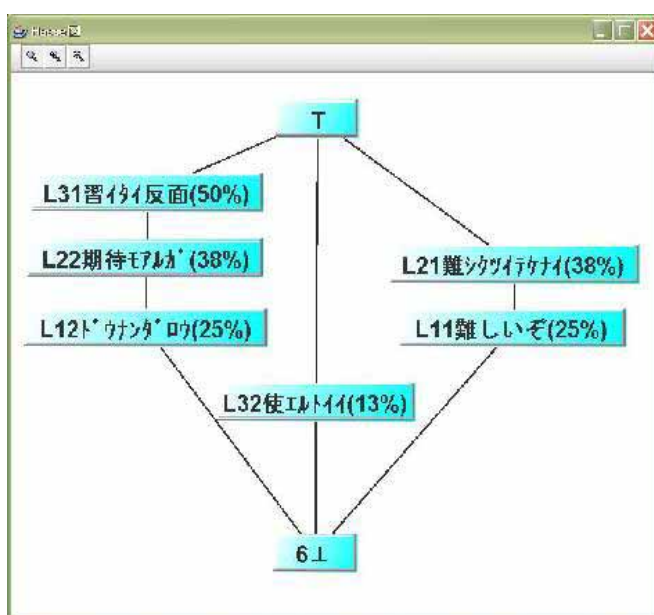 Hasse図
T
L31習ｲﾀｲ反面(50%)
L22期待ﾓｱﾙｶﾞ(38%)
L21難ｼｸﾂｲﾃｹﾅｲ(38%)
L12ﾄﾞｳﾅﾝﾀﾞﾛｳ(25%)
L11難しいぞ(25%)
L32使ｴﾙﾄｲｲ(13%)
6⊥